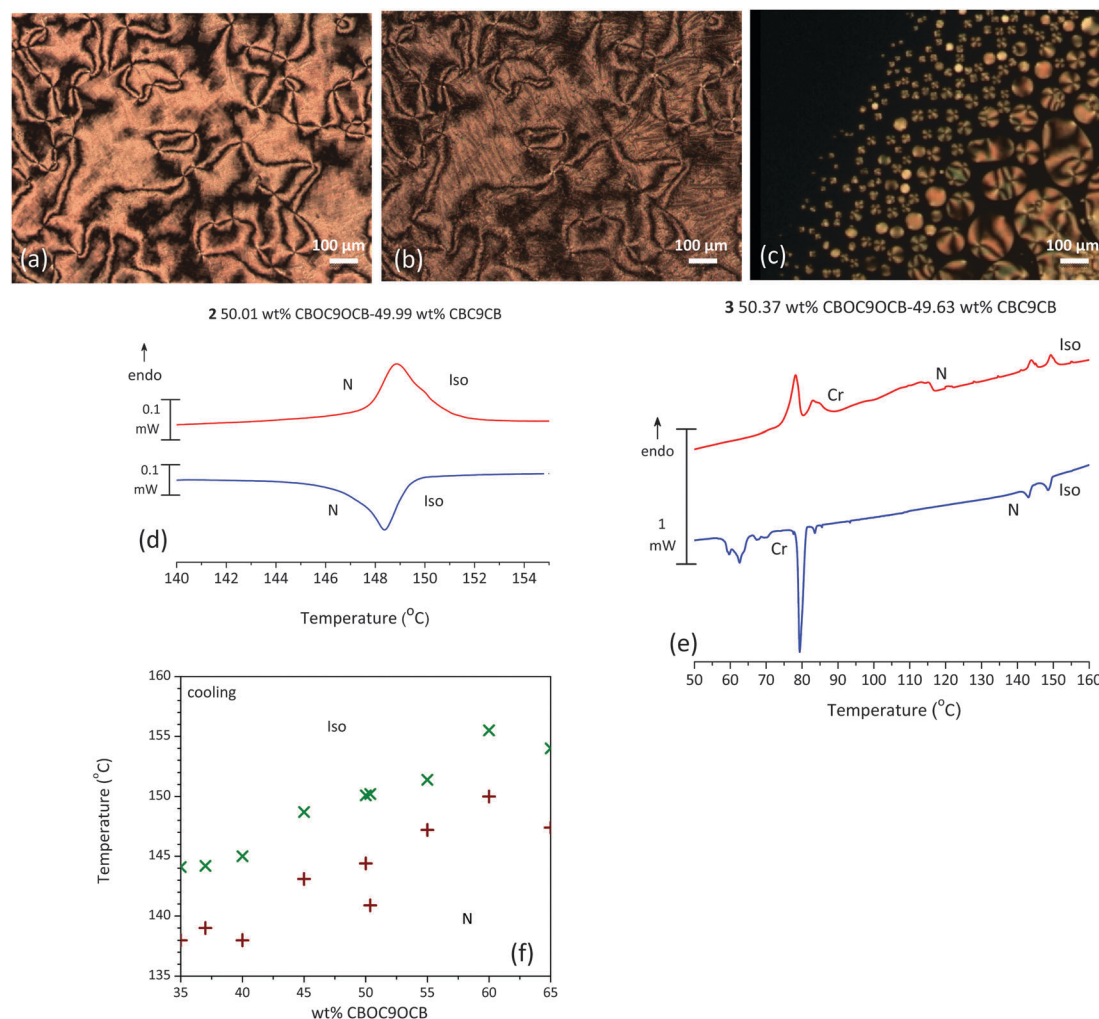 (a)
100 µm
(b)
100 µm
(c)
100 µm
2 50.01 wt% CBOC9OCB-49.99 wt% CBC9CB
endo
0.1
mW
N
Iso
0.1
mW
N
Iso
(d)
140 142 144 146 148 150 152 154
Temperature (°C)
3 50.37 wt% CBOC9OCB-49.63 wt% CBC9CB
Iso
N
Cr
endo
1
mW
Iso
N
Cr
(e)
50 60 70 80 90 100 110 120 130 140 150 160
Temperature (°C)
160
155
150
145
140
135
Temperature (°C)
cooling
Iso
N
(f)
35 40 45 50 55 60 65
wt% CBOC9OCB